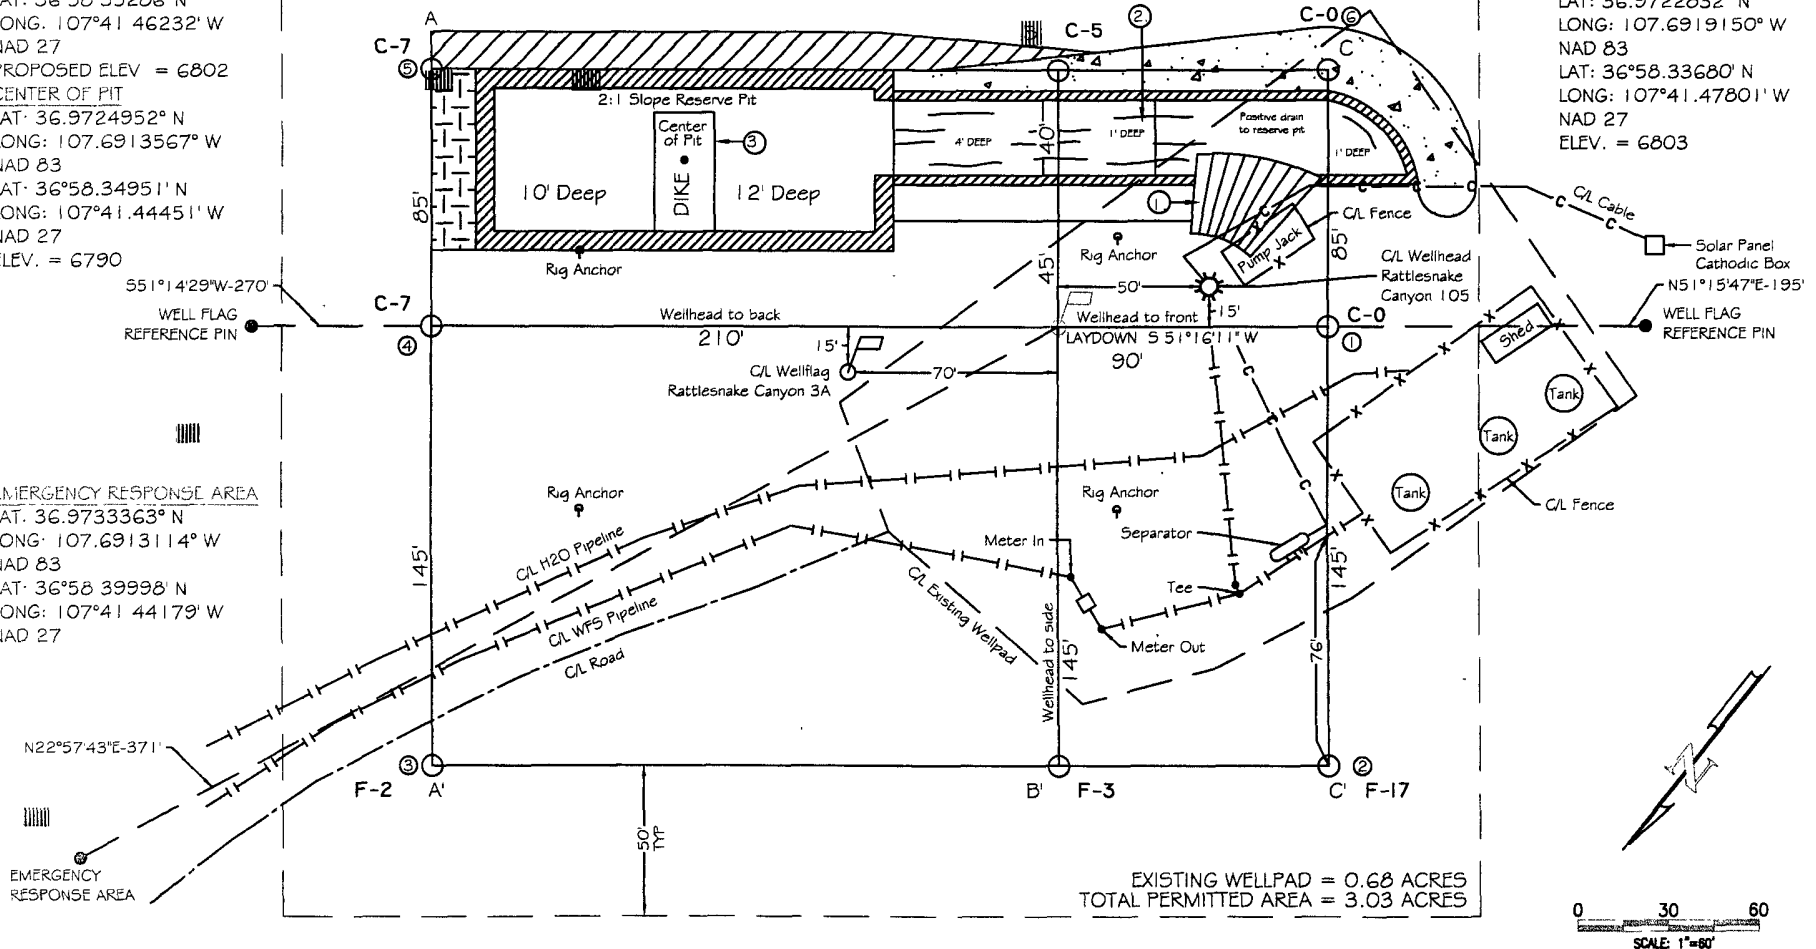 LONG. 107°41 46232' W
NAD 27
PROPOSED ELEV = 6802
CENTER OF PIT
LAT· 36.9724952° N
LONG: 107.6913567° W
NAD 83
LAT· 36°58.34951' N
LONG: 107°41.44451' W
NAD 27
ELEV. = 6790
LAT: 36.9722832° N
LONG: 107.6919150° W
NAD 83
LAT: 36°58.33680' N
LONG: 107°41.47801' W
NAD 27
ELEV. = 6803
A
C-7
⑤
C-5
②
C-0 ⑥
C
2:1 Slope Reserve Pit
Center
of Pit
③
DIKE
10' Deep
12' Deep
85'
4' DEEP
40'
1' DEEP
Positive drain
to reserve pit
1' DEEP
①
Pump Jack
C/L Fence
C
C
C
C/L Cable
C
Solar Panel
Cathodic Box
Rig Anchor
Rig Anchor
45'
85'
50'
C/L Wellhead
Rattlesnake
Canyon 105
S51°14'29"W-270'
WELL FLAG
REFERENCE PIN
C-7
④
Wellhead to back
210'
15'
Wellhead to front
LAYDOWN S 51°16'11" W
90'
15'
C-0
①
N51°15'47"E-195'
WELL FLAG
REFERENCE PIN
C/L Wellflag
Rattlesnake Canyon 3A
70'
Shed
Tank
Tank
Tank
C/L Fence
EMERGENCY RESPONSE AREA
LAT. 36.9733363° N
LONG· 107.6913114° W
NAD 83
LAT· 36°58 39998' N
LONG: 107°41 44179' W
NAD 27
Rig Anchor
Rig Anchor
145'
C/L H2O Pipeline
C/L WFS Pipeline
C/L Road
C/L Existing Wellpad
Meter In
Separator
Tee
Meter Out
Wellhead to side
145'
145'
76'
N22°57'43"E-371'
③
F-2
A'
B'
F-3
C'
②
F-17
50'
TYP
N
EMERGENCY
RESPONSE AREA
EXISTING WELLPAD = 0.68 ACRES
TOTAL PERMITTED AREA = 3.03 ACRES
0 30 60
SCALE: 1"=60'